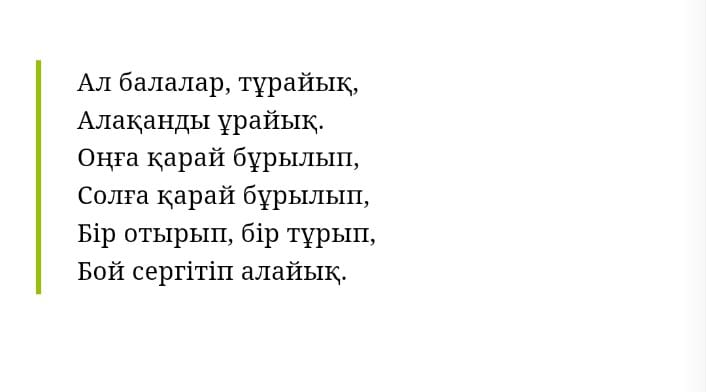 Ал балалар, тұрайық,
Алақанды ұрайық.
Оңға қарай бұрылып,
Солға қарай бұрылып,
Бір отырып, бір тұрып,
Бой сергітіп алайық.